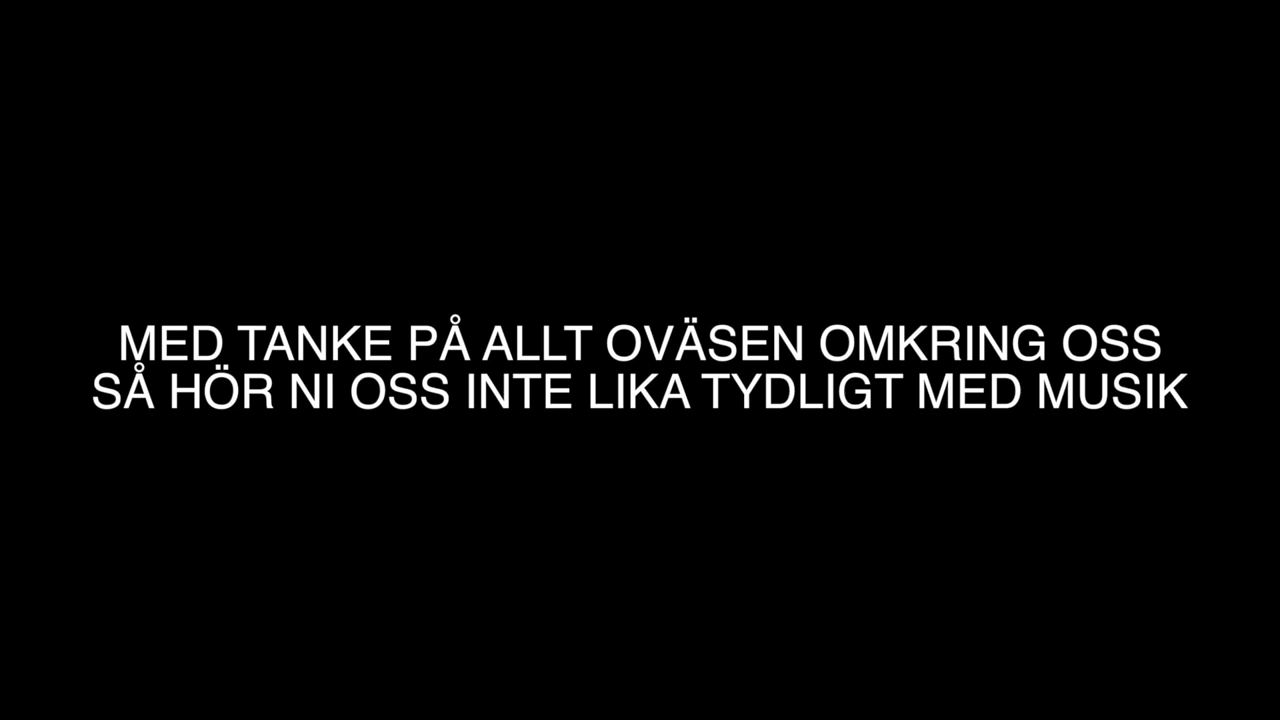 MED TANKE PÅ ALLT OVÄSEN OMKRING OSS
SÅ HÖR NI OSS INTE LIKA TYDLIGT MED MUSIK